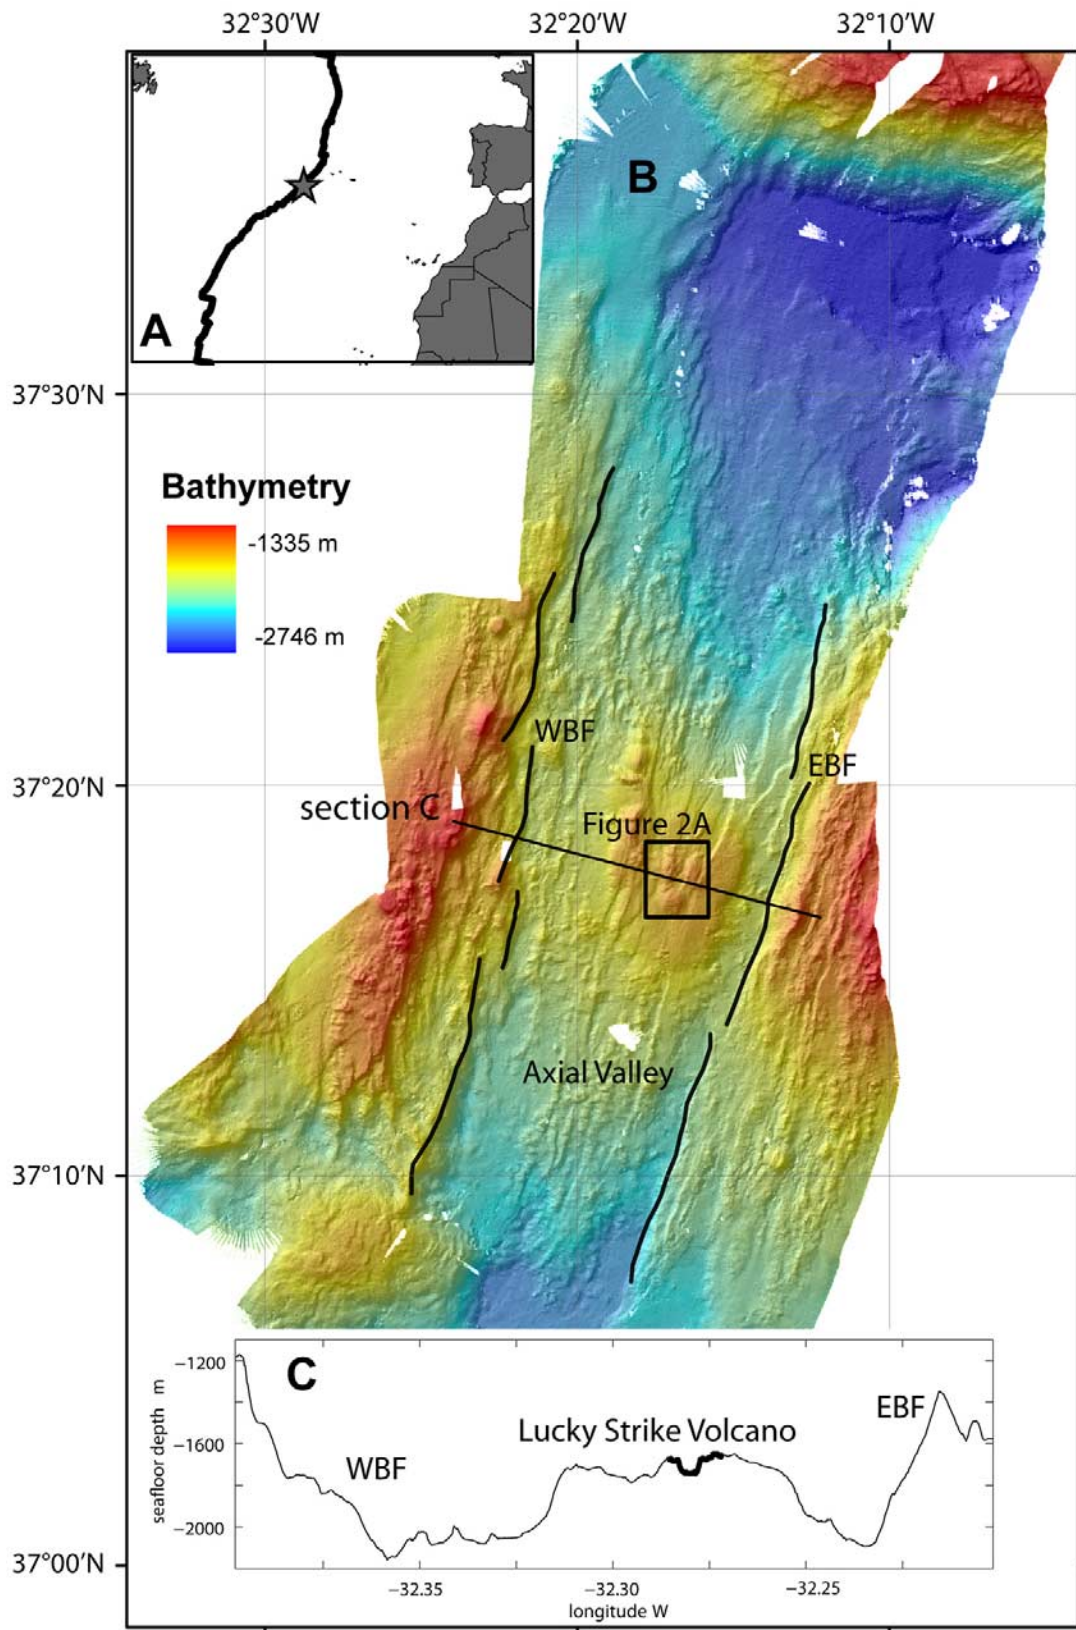 32°30'W 32°20'W 32°10'W
A
B
37°30'N
Bathymetry
-1335 m
-2746 m
WBF
EBF
37°20'N
section C
Figure 2A
Axial Valley
37°10'N
C
−1200
−1600
−2000
seafloor depth m
WBF
Lucky Strike Volcano
EBF
37°00'N
−32.35 −32.30 −32.25
longitude W